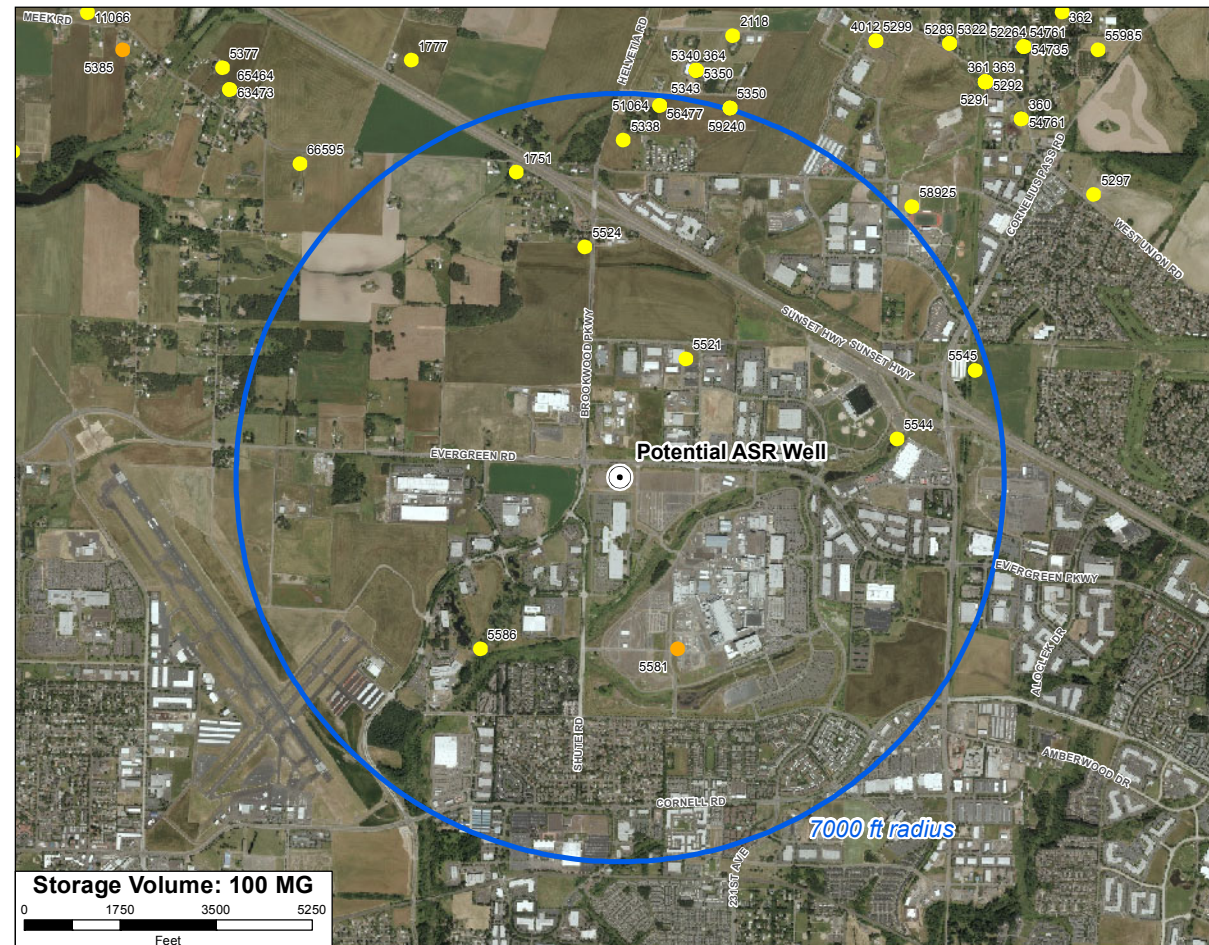 MEEK RD
11066
5385
5377
65464
63473
1777
HELVETIA RD
2118
5340 364
5350
5343
51064
56477
5350
59240
5338
4012 5299
5283 5322
52264 54761
54735
362
55985
361 363
5292
5291
360
54761
66595
1751
58925
5297
CORNELIUS PASS RD
WEST UNION RD
5524
BROOKWOOD PKWY
SUNSET HWY SUNSET HWY
5521
5545
5544
EVERGREEN RD
Potential ASR Well
EVERGREEN PKWY
5586
5581
ALOCLEK DR
SHUTE RD
AMBERWOOD DR
CORNELL RD
7000 ft radius
231ST AVE
Storage Volume: 100 MG
0 1750 3500 5250
Feet